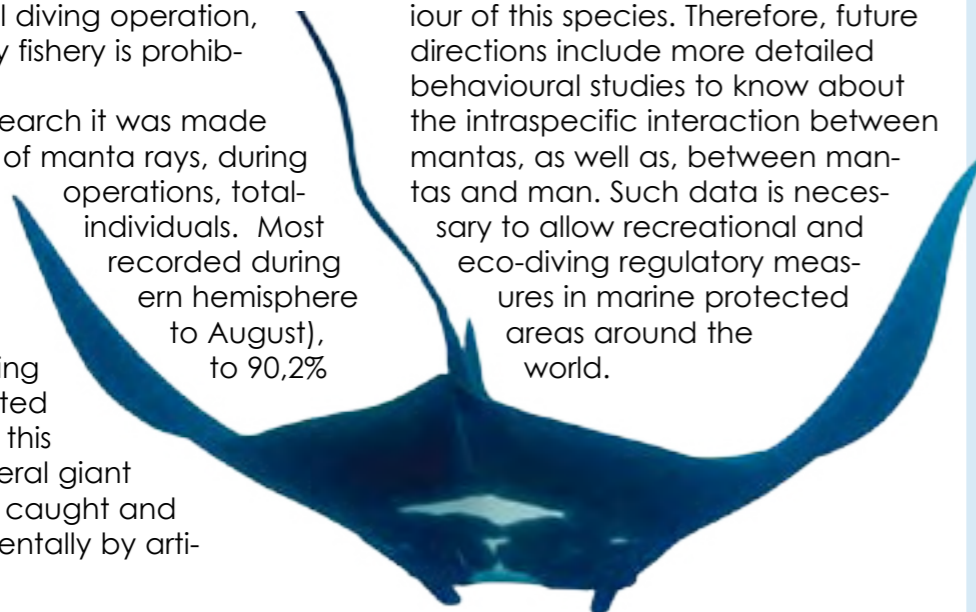 l diving operation,
y fishery is prohib-
earch it was made
of manta rays, during
operations, total-
individuals. Most
recorded during
ern hemisphere
to August),
to 90,2%
ing
ted
this
eral giant
caught and
entally by arti-
iour of this species. Therefore, future
directions include more detailed
behavioural studies to know about
the intraspecific interaction between
mantas, as well as, between man-
tas and man. Such data is neces-
sary to allow recreational and
eco-diving regulatory meas-
ures in marine protected
areas around the
world.